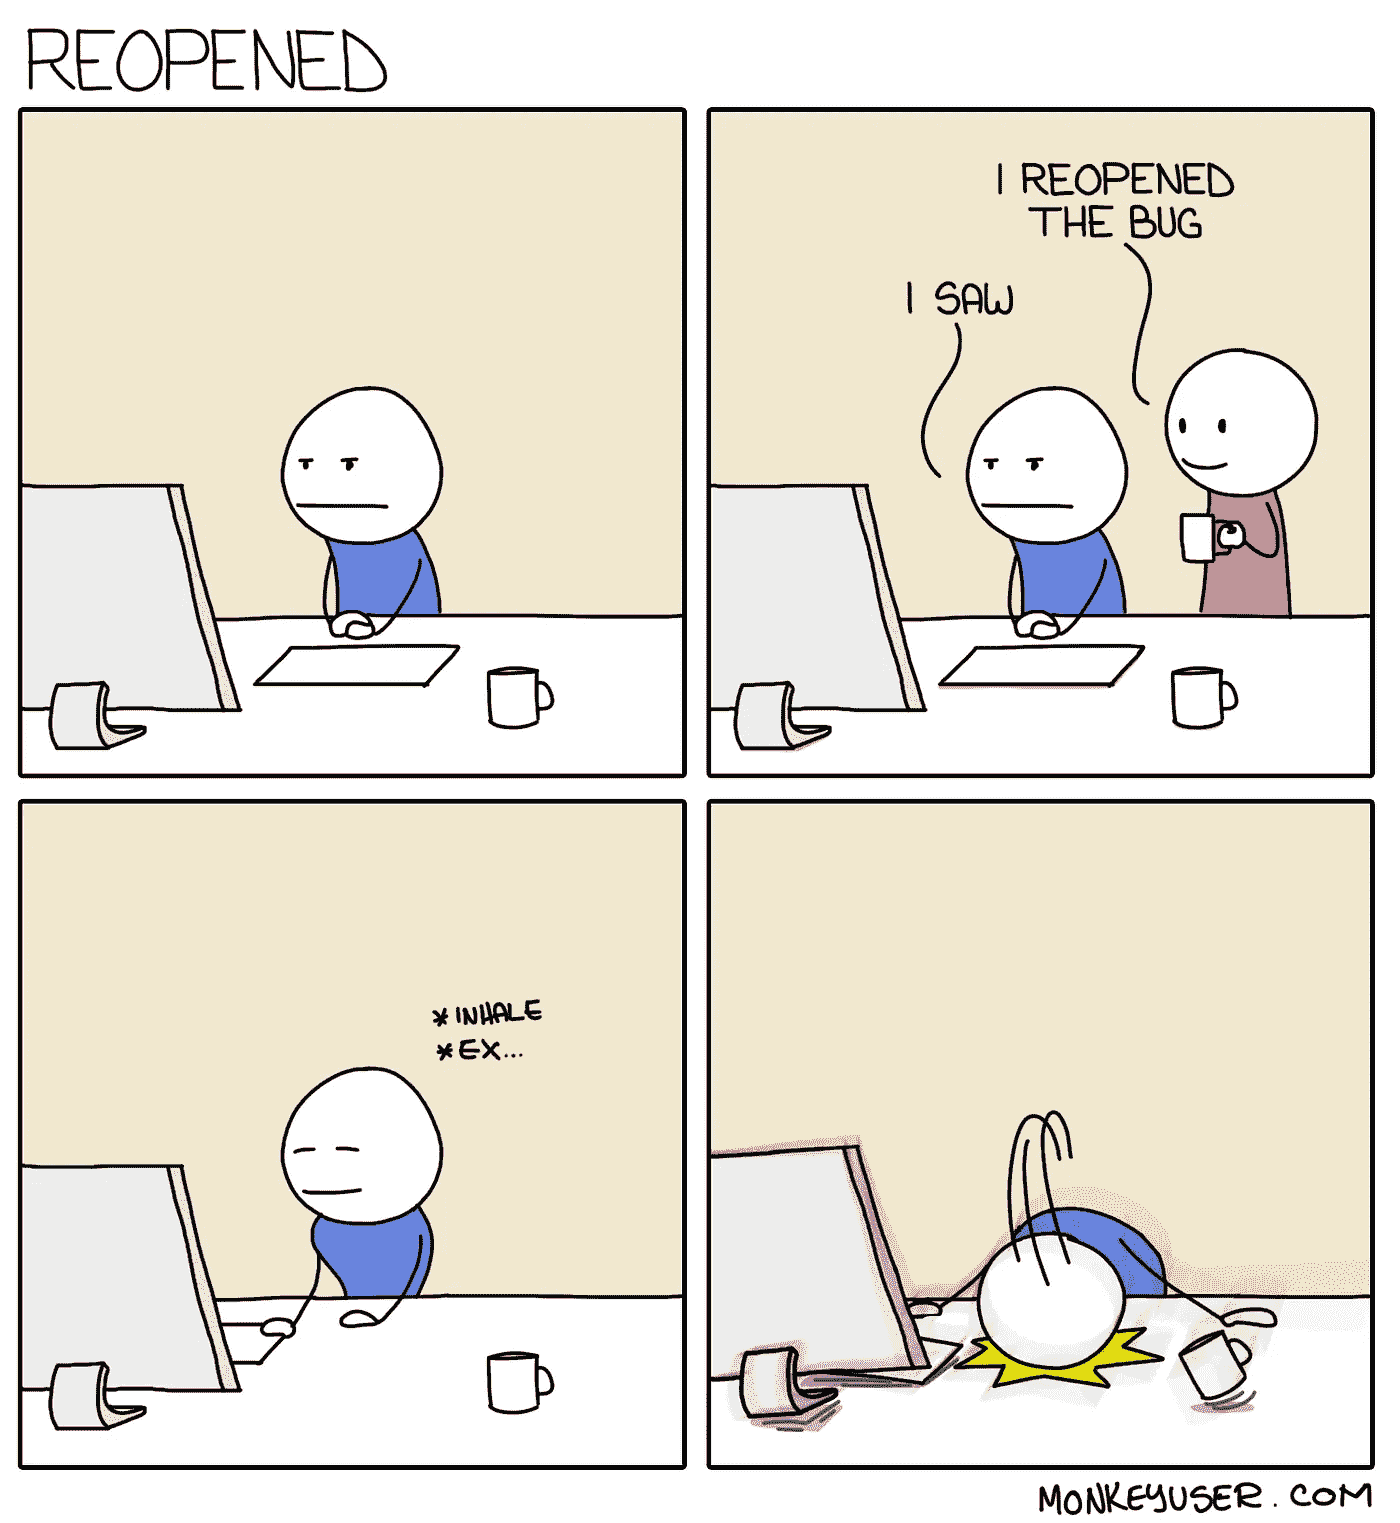 REOPENED
I REOPENED
THE BUG
I SAW
*INHALE
*EX...
MONKEYUSER.COM